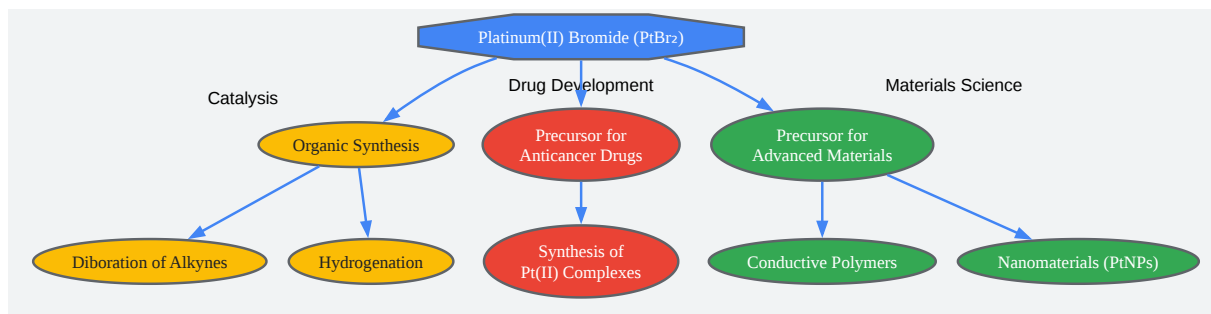 Platinum(II) Bromide (PtBr₂)
Catalysis
Drug Development
Materials Science
Organic Synthesis
Precursor for
Anticancer Drugs
Precursor for
Advanced Materials
Diboration of Alkynes
Hydrogenation
Synthesis of
Pt(II) Complexes
Conductive Polymers
Nanomaterials (PtNPs)